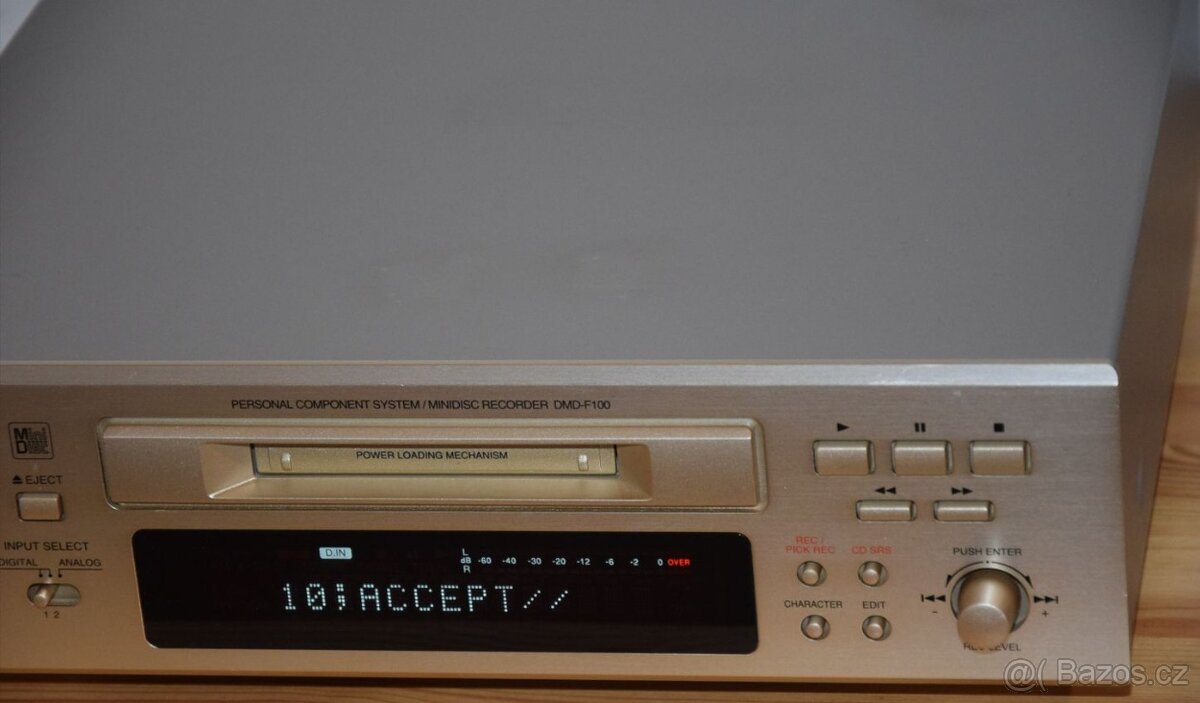 PERSONAL COMPONENT SYSTEM / MINIDISC RECORDER DMD-F100
Mini
Disc
POWER LOADING MECHANISM
EJECT
INPUT SELECT
DIGITAL ANALOG
1 2
D.IN
L
dB -60 -40 -30 -20 -12 -6 -2 0 OVER
R
10;ACCEPT//
REC /
PICK REC
CD SRS
CHARACTER
EDIT
PUSH ENTER
- +
REC LEVEL
@( Bazos.cz